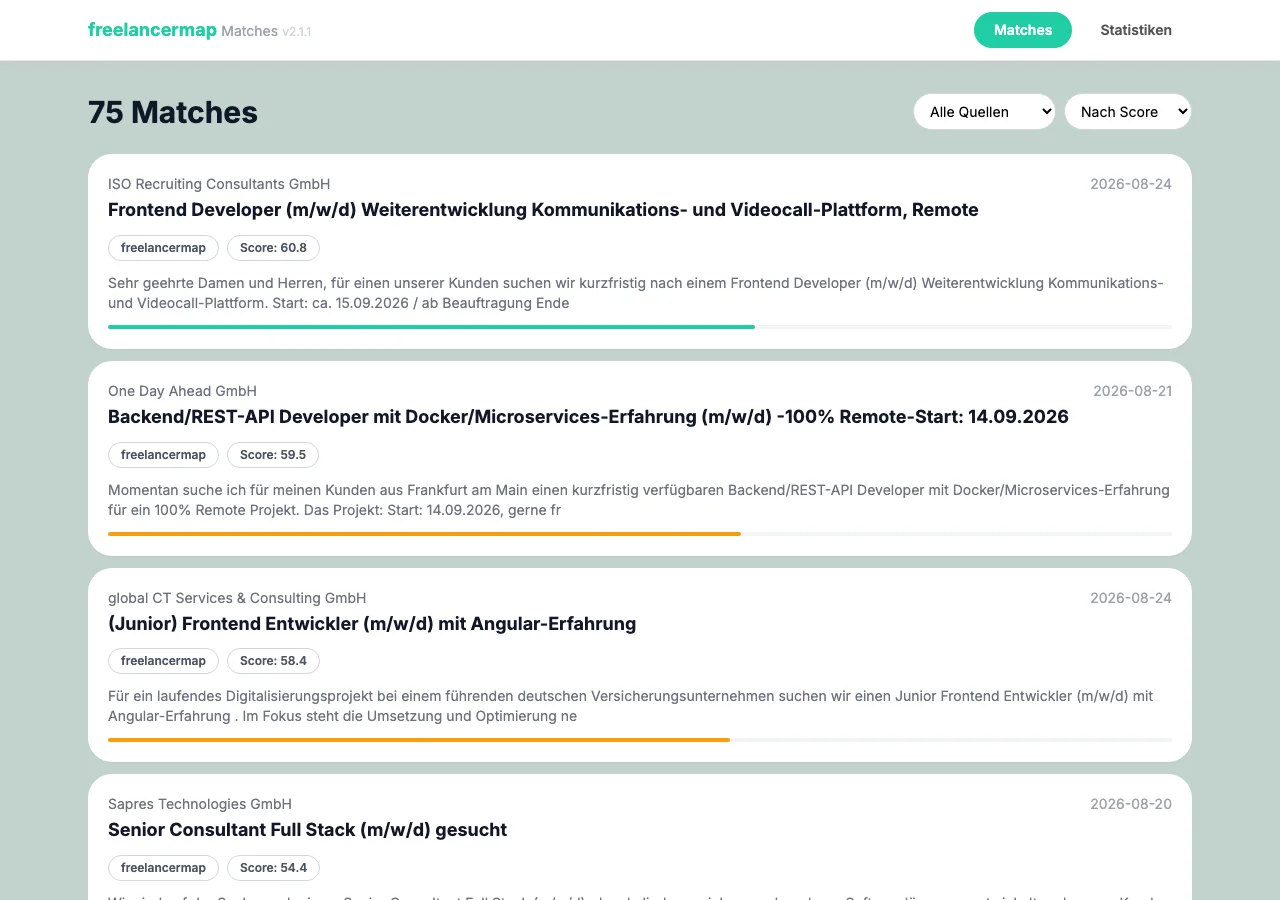 freelancermap Matches v2.1.1
Matches
Statistiken
75 Matches
Alle Quellen
Nach Score
ISO Recruiting Consultants GmbH
2026-08-24
Frontend Developer (m/w/d) Weiterentwicklung Kommunikations- und Videocall-Plattform, Remote
freelancermap
Score: 60.8
Sehr geehrte Damen und Herren, für einen unserer Kunden suchen wir kurzfristig nach einem Frontend Developer (m/w/d) Weiterentwicklung Kommunikations-
und Videocall-Plattform. Start: ca. 15.09.2026 / ab Beauftragung Ende
One Day Ahead GmbH
2026-08-21
Backend/REST-API Developer mit Docker/Microservices-Erfahrung (m/w/d) -100% Remote-Start: 14.09.2026
freelancermap
Score: 59.5
Momentan suche ich für meinen Kunden aus Frankfurt am Main einen kurzfristig verfügbaren Backend/REST-API Developer mit Docker/Microservices-Erfahrung
für ein 100% Remote Projekt. Das Projekt: Start: 14.09.2026, gerne fr
global CT Services & Consulting GmbH
2026-08-24
(Junior) Frontend Entwickler (m/w/d) mit Angular-Erfahrung
freelancermap
Score: 58.4
Für ein laufendes Digitalisierungsprojekt bei einem führenden deutschen Versicherungsunternehmen suchen wir einen Junior Frontend Entwickler (m/w/d) mit
Angular-Erfahrung . Im Fokus steht die Umsetzung und Optimierung ne
Sapres Technologies GmbH
2026-08-20
Senior Consultant Full Stack (m/w/d) gesucht
freelancermap
Score: 54.4